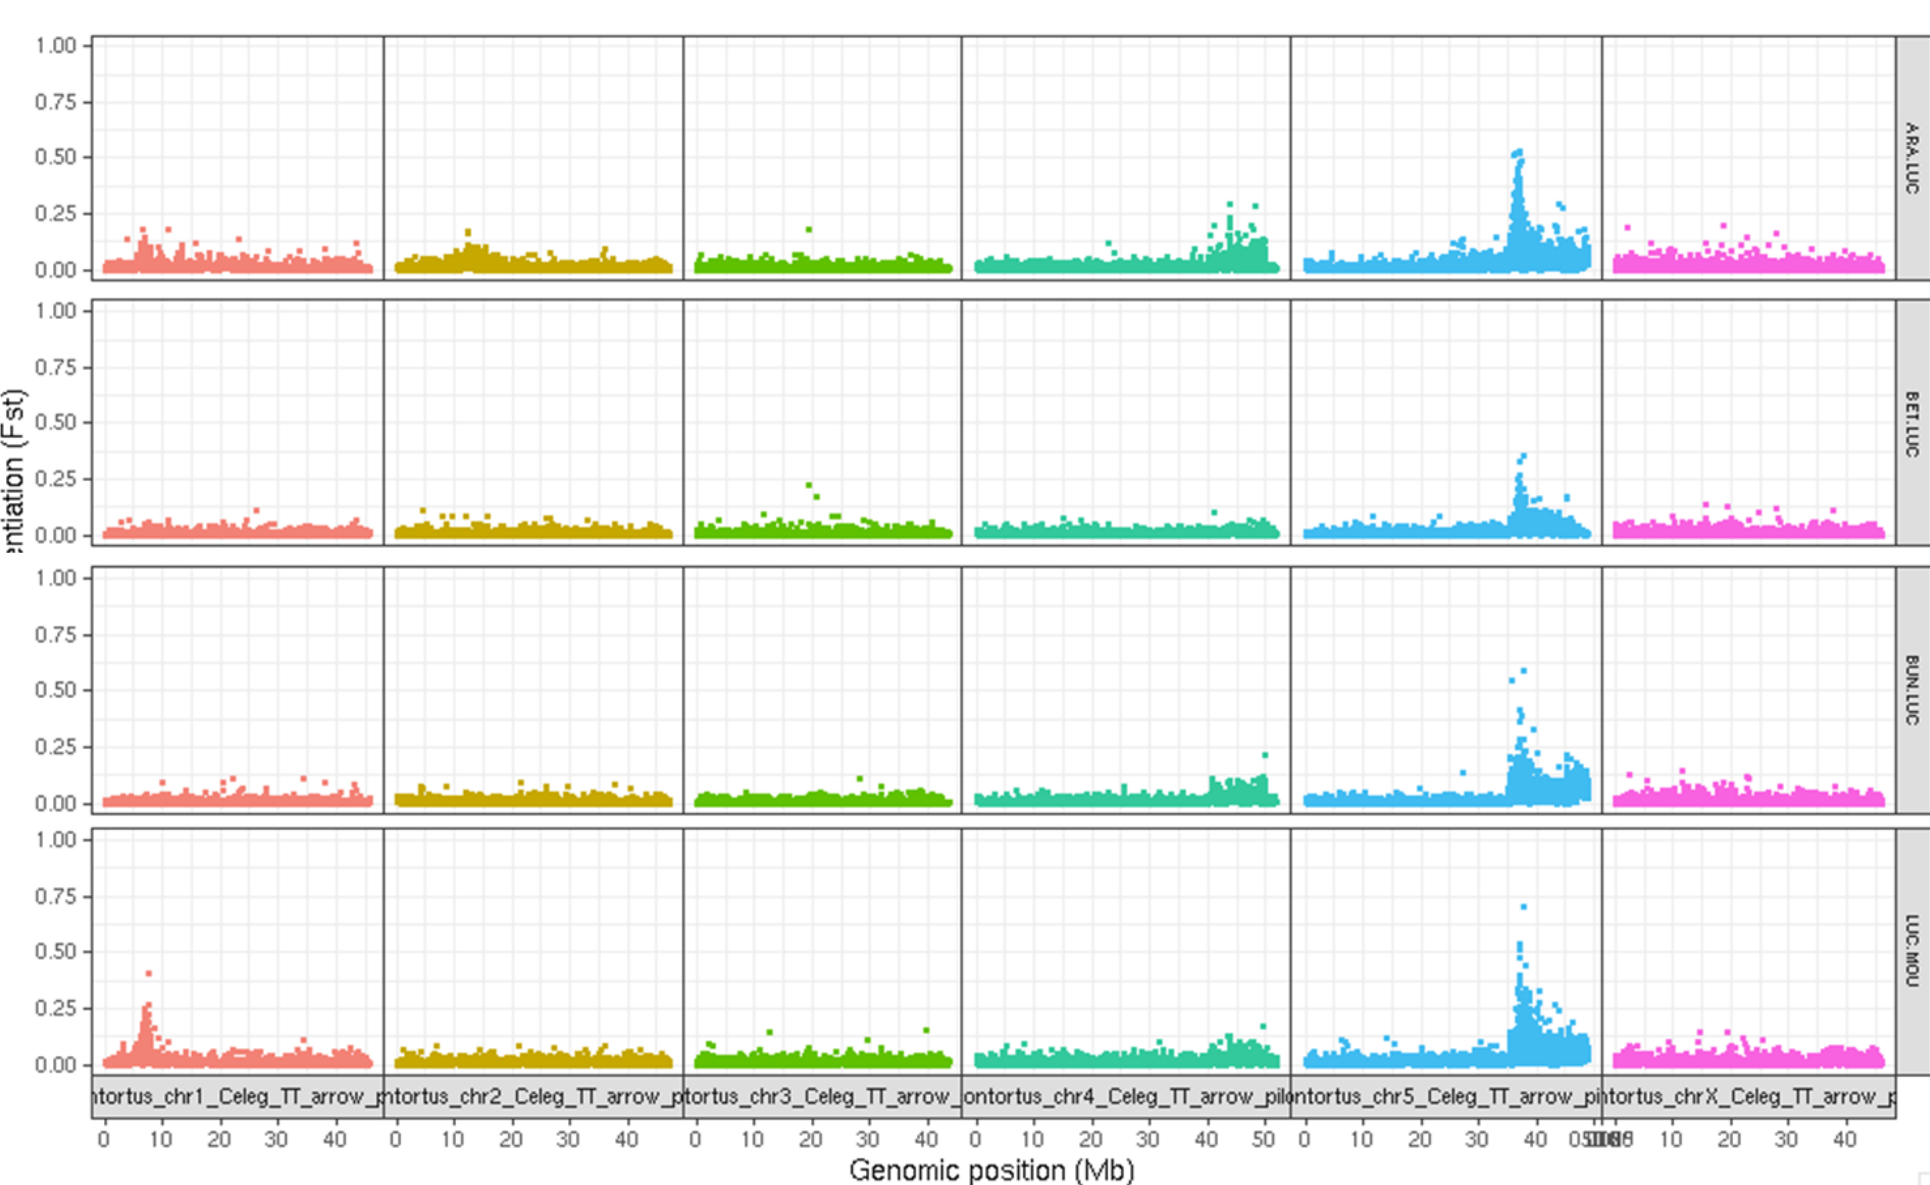 1.00
0.75
0.50
0.25
0.00
ARA.LUC
1.00
0.75
0.50
0.25
0.00
BET.LUC
entiation (Fst)
1.00
0.75
0.50
0.25
0.00
BUN.LUC
1.00
0.75
0.50
0.25
0.00
LUC.MOU
ntortus_chr1_Celeg_TT_arrow_p
ntortus_chr2_Celeg_TT_arrow_p
tortus_chr3_Celeg_TT_arrow_
ontortus_chr4_Celeg_TT_arrow_pilo
ntortus_chr5_Celeg_TT_arrow_pi
ntortus_chrX_Celeg_TT_arrow_p
0 10 20 30 40
0 10 20 30 40
0 10 20 30 40
0 10 20 30 40 50
0 10 20 30 40
10 20 30 40
Genomic position (Mb)